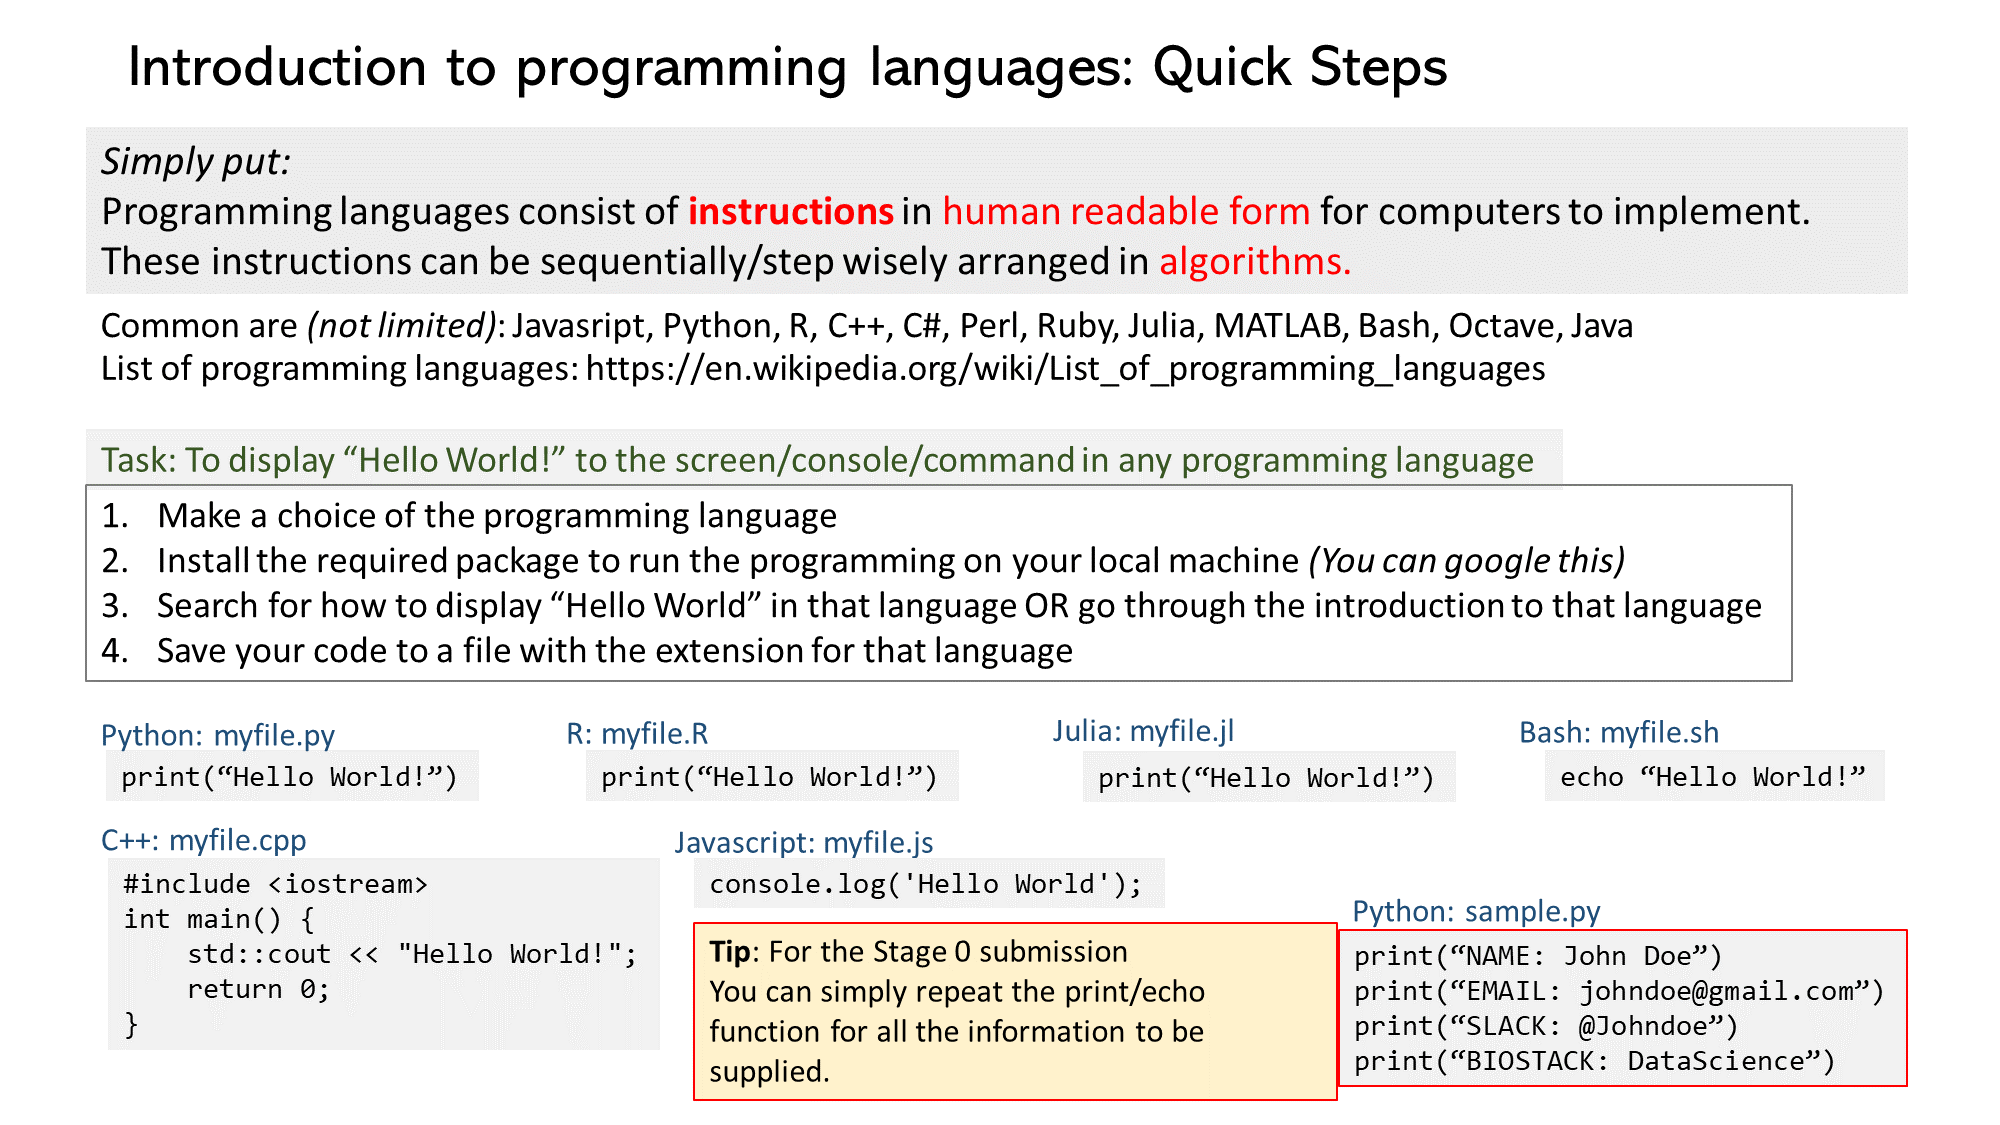 Introduction to programming languages: Quick Steps
Simply put:
Programming languages consist of instructions in human readable form for computers to implement.
These instructions can be sequentially/step wisely arranged in algorithms.
Common are (not limited): Javasript, Python, R, C++, C#, Perl, Ruby, Julia, MATLAB, Bash, Octave, Java
List of programming languages: https://en.wikipedia.org/wiki/List_of_programming_languages
Task: To display “Hello World!” to the screen/console/command in any programming language
1. Make a choice of the programming language
2. Install the required package to run the programming on your local machine (You can google this)
3. Search for how to display “Hello World” in that language OR go through the introduction to that language
4. Save your code to a file with the extension for that language
Python: myfile.py
print(“Hello World!”)
R: myfile.R
print(“Hello World!”)
Julia: myfile.jl
print(“Hello World!”)
Bash: myfile.sh
echo “Hello World!”
C++: myfile.cpp
#include <iostream>
int main() {
    std::cout << "Hello World!";
    return 0;
}
Javascript: myfile.js
console.log('Hello World');
Tip: For the Stage 0 submission
You can simply repeat the print/echo
function for all the information to be
supplied.
Python: sample.py
print(“NAME: John Doe”)
print(“EMAIL: johndoe@gmail.com”)
print(“SLACK: @Johndoe”)
print(“BIOSTACK: DataScience”)